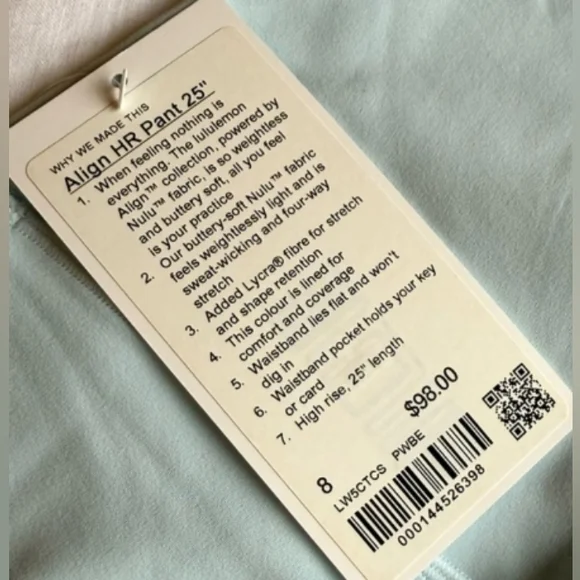 WHY WE MADE THIS
Align HR Pant 25"
1. When feeling nothing is
everything. The lululemon
Align™ collection, powered by
Nulu™ fabric, is so weightless
and buttery soft, all you feel
is your practice
2. Our buttery-soft Nulu™ fabric
feels weightlessly light and is
sweat-wicking and four-way
stretch
3. Added Lycra® fibre for stretch
and shape retention
4. This colour is lined for
comfort and coverage
5. Waistband lies flat and won't
dig in
6. Waistband pocket holds your key
or card
7. High rise, 25" length
$98.00
8
LW5CTCS PWBE
000144526398